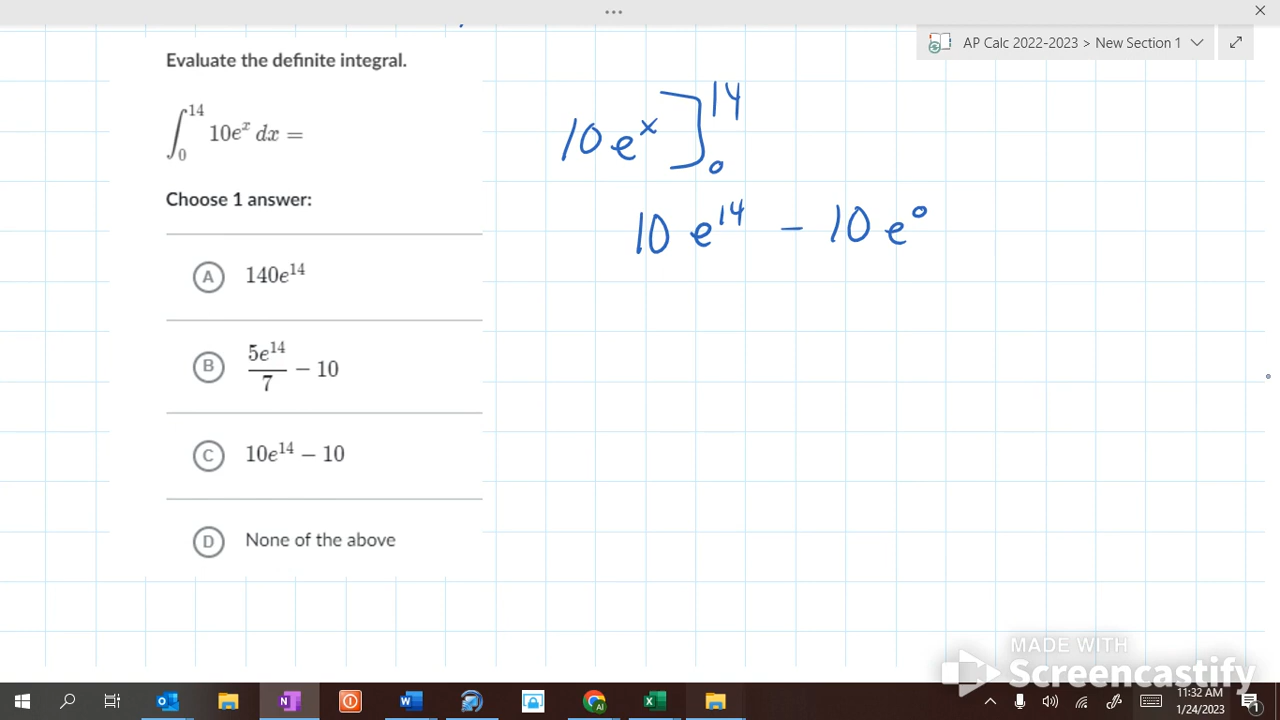 AP Calc 2022-2023 > New Section 1
Evaluate the definite integral.
∫₀¹⁴ 10eˣ dx =
Choose 1 answer:
A 140e¹⁴
B 5e¹⁴/7 − 10
C 10e¹⁴ − 10
D None of the above
10eˣ]₀¹⁴
10e¹⁴ − 10e⁰
MADE WITH
Screencastify
11:32 AM
1/24/2023